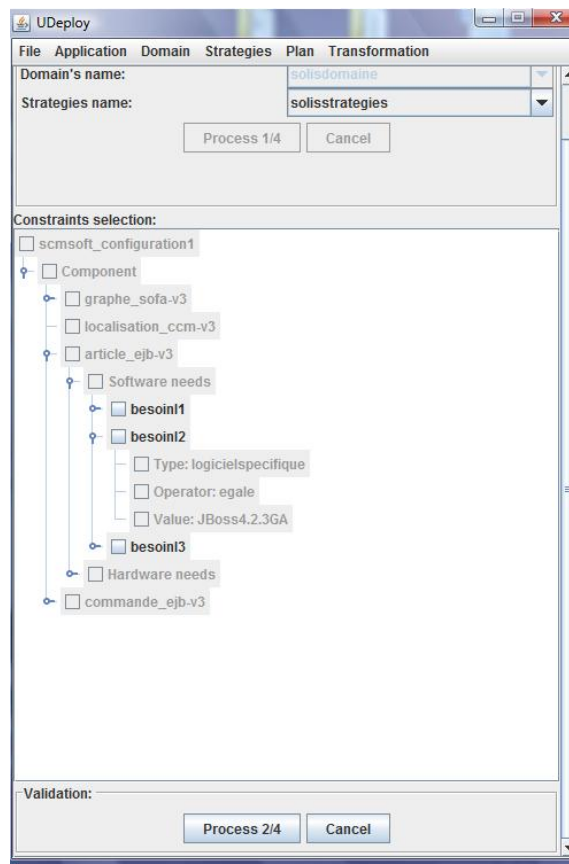 UDeploy
File Application Domain Strategies Plan Transformation
Domain's name: solisdomaine
Strategies name: solisstrategies
Process 1/4 Cancel
Constraints selection:
scmsoft_configuration1
Component
graphe_sofa-v3
localisation_ccm-v3
article_ejb-v3
Software needs
besoinl1
besoinl2
Type: logicielspecifique
Operator: egale
Value: JBoss4.2.3GA
besoinl3
Hardware needs
commande_ejb-v3
Validation:
Process 2/4 Cancel